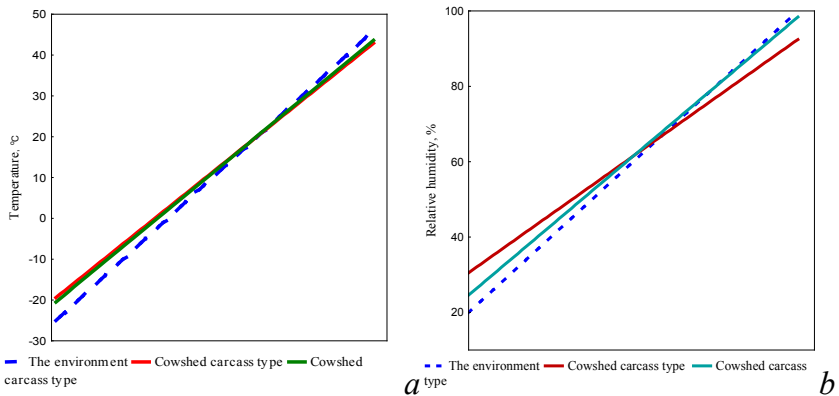 50
40
30
20
10
0
-10
-20
-30
Temperature, °C
The environment Cowshed carcass type Cowshed
carcass type
a
100
80
60
40
20
Relative humidity, %
The environment Cowshed carcass type Cowshed carcass
type
b